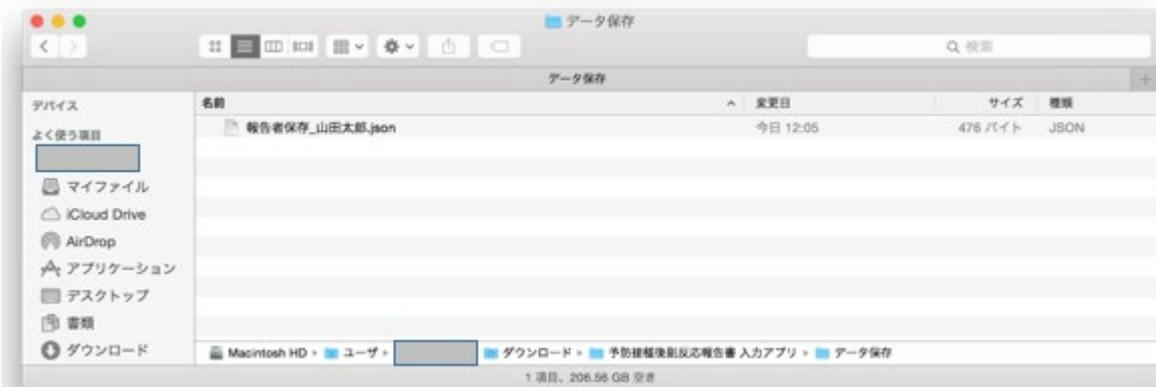 データ保存
検索
データ保存
デバイス
よく使う項目
マイファイル
iCloud Drive
AirDrop
アプリケーション
デスクトップ
書類
ダウンロード
名前 変更日 サイズ 種類
報告者保存_山田太郎.json 今日 12:05 476 バイト JSON
Macintosh HD ▸ ユーザ ▸ ダウンロード ▸ 予防接種後副反応報告書 入力アプリ ▸ データ保存
1 項目、206.56 GB 空き